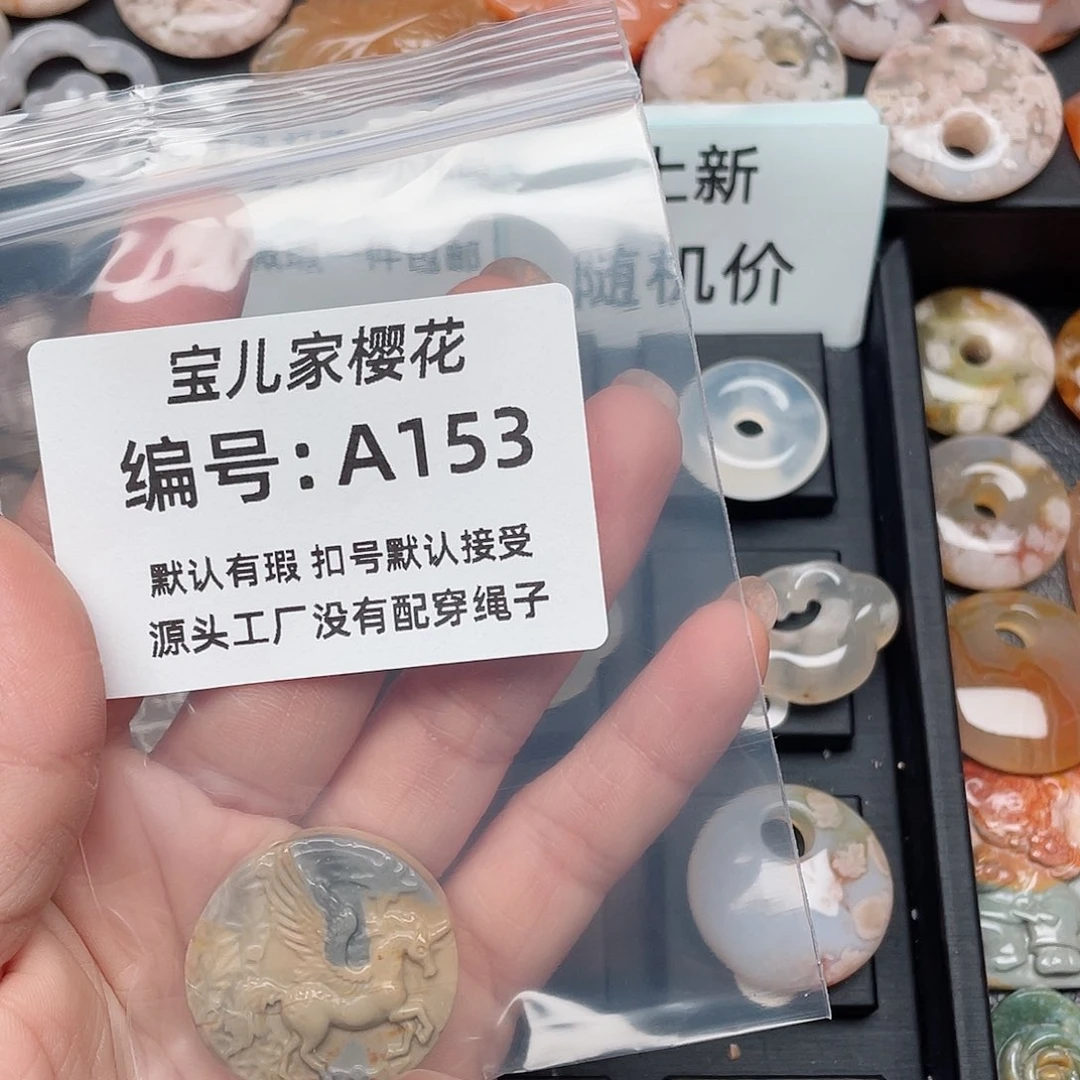 上新
随机价
宝儿家樱花
编号:A153
默认有瑕 扣号默认接受
源头工厂没有配穿绳子